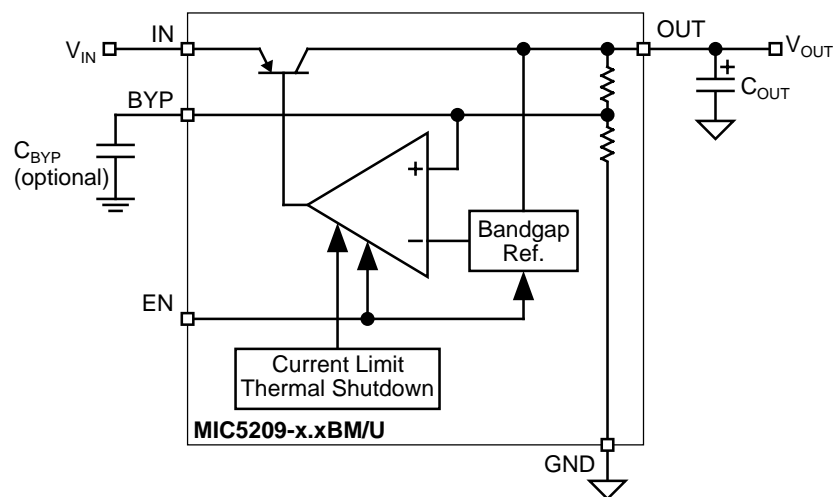 IN
OUT
V_IN
V_OUT
BYP
+
C_OUT
C_BYP
(optional)
+
−
Bandgap
Ref.
EN
Current Limit
Thermal Shutdown
MIC5209-x.xBM/U
GND